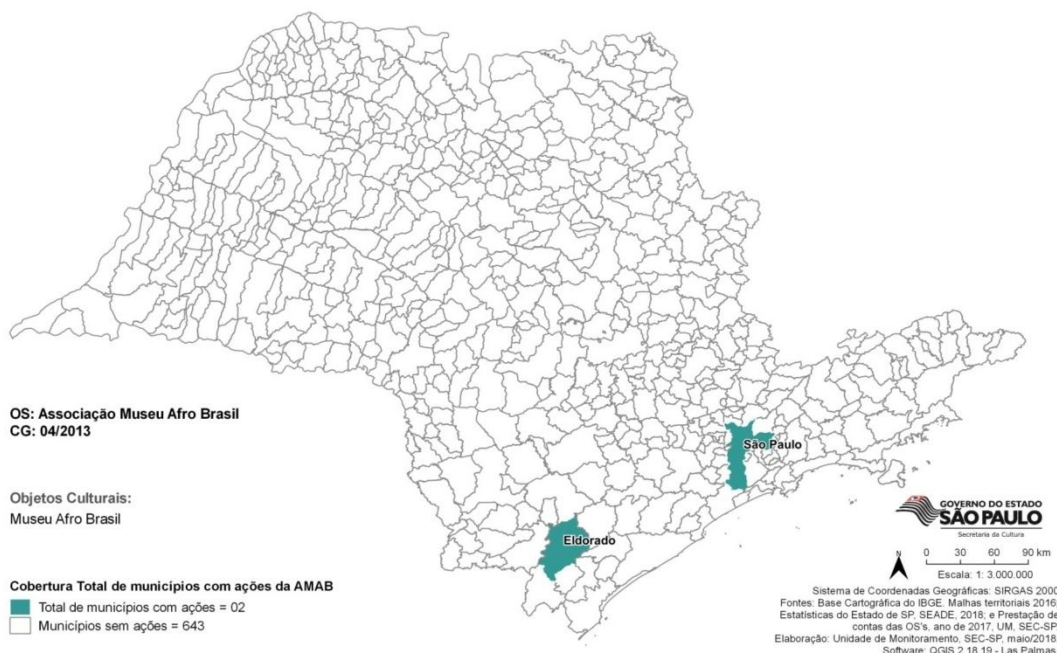 OS: Associação Museu Afro Brasil
CG: 04/2013
Objetos Culturais:
Museu Afro Brasil
Cobertura Total de municípios com ações da AMAB
Total de municípios com ações = 02
Municípios sem ações = 643
São Paulo
Eldorado
GOVERNO DO ESTADO
SÃO PAULO
Secretaria da Cultura
N
0 30 60 90 km
Escala: 1: 3.000.000
Sistema de Coordenadas Geográficas: SIRGAS 2000
Fontes: Base Cartográfica do IBGE. Malhas territoriais 2016;
Estatísticas do Estado de SP, SEADE, 2018; e Prestação de
contas das OS's, ano de 2017, UM, SEC-SP.
Elaboração: Unidade de Monitoramento, SEC-SP, maio/2018.
Software: QGIS 2.18.19 - Las Palmas.